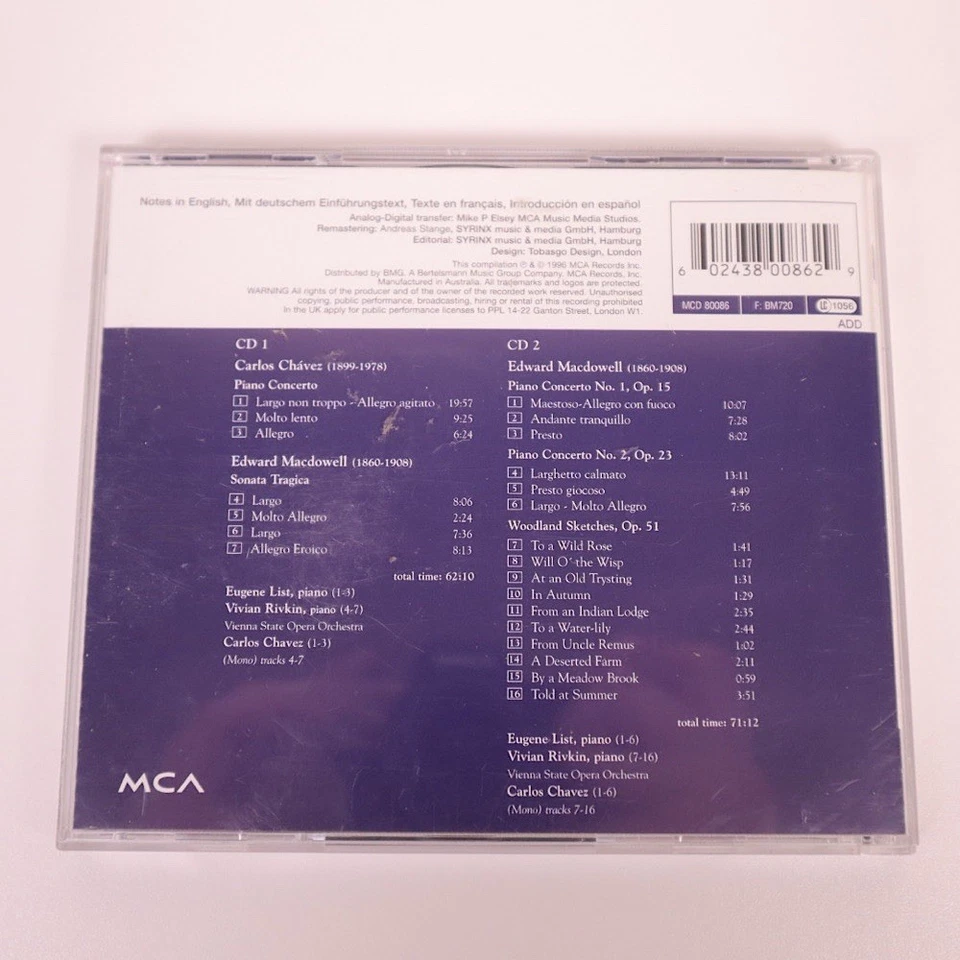 Notes in English, Mit deutschem Einführungstext, Texte en français, Introducción en español
Analog-Digital transfer: Mike P Elsey MCA Music Media Studios.
Remastering: Andreas Stange, SYRINX music & media GmbH, Hamburg
Editorial: SYRINX music & media GmbH, Hamburg
Design: Tobasgo Design, London
This compilation ℗ & © 1996 MCA Records Inc.
Distributed by BMG. A Bertelsmann Music Group Company. MCA Records, Inc.
Manufactured in Australia. All trademarks and logos are protected.
WARNING All rights of the producer and of the owner of the recorded work reserved. Unauthorised
copying, public performance, broadcasting, hiring or rental of this recording prohibited
In the UK apply for public performance licenses to PPL 14-22 Ganton Street, London W1.
6 02438 00862 9
MCD 80086 F: BM720 LC 1056
ADD
CD 1
Carlos Chávez (1899-1978)
Piano Concerto
1 Largo non troppo - Allegro agitato 19:57
2 Molto lento 9:25
3 Allegro 6:24
Edward Macdowell (1860-1908)
Sonata Tragica
4 Largo 8:06
5 Molto Allegro 2:24
6 Largo 7:36
7 Allegro Eroico 8:13
total time: 62:10
Eugene List, piano (1-3)
Vivian Rivkin, piano (4-7)
Vienna State Opera Orchestra
Carlos Chavez (1-3)
(Mono) tracks 4-7
MCA
CD 2
Edward Macdowell (1860-1908)
Piano Concerto No. 1, Op. 15
1 Maestoso-Allegro con fuoco 10:07
2 Andante tranquillo 7:28
3 Presto 8:02
Piano Concerto No. 2, Op. 23
4 Larghetto calmato 13:11
5 Presto giocoso 4:49
6 Largo - Molto Allegro 7:56
Woodland Sketches, Op. 51
7 To a Wild Rose 1:41
8 Will O' the Wisp 1:17
9 At an Old Trysting 1:31
10 In Autumn 1:29
11 From an Indian Lodge 2:35
12 To a Water-lily 2:44
13 From Uncle Remus 1:02
14 A Deserted Farm 2:11
15 By a Meadow Brook 0:59
16 Told at Summer 3:51
total time: 71:12
Eugene List, piano (1-6)
Vivian Rivkin, piano (7-16)
Vienna State Opera Orchestra
Carlos Chavez (1-6)
(Mono) tracks 7-16